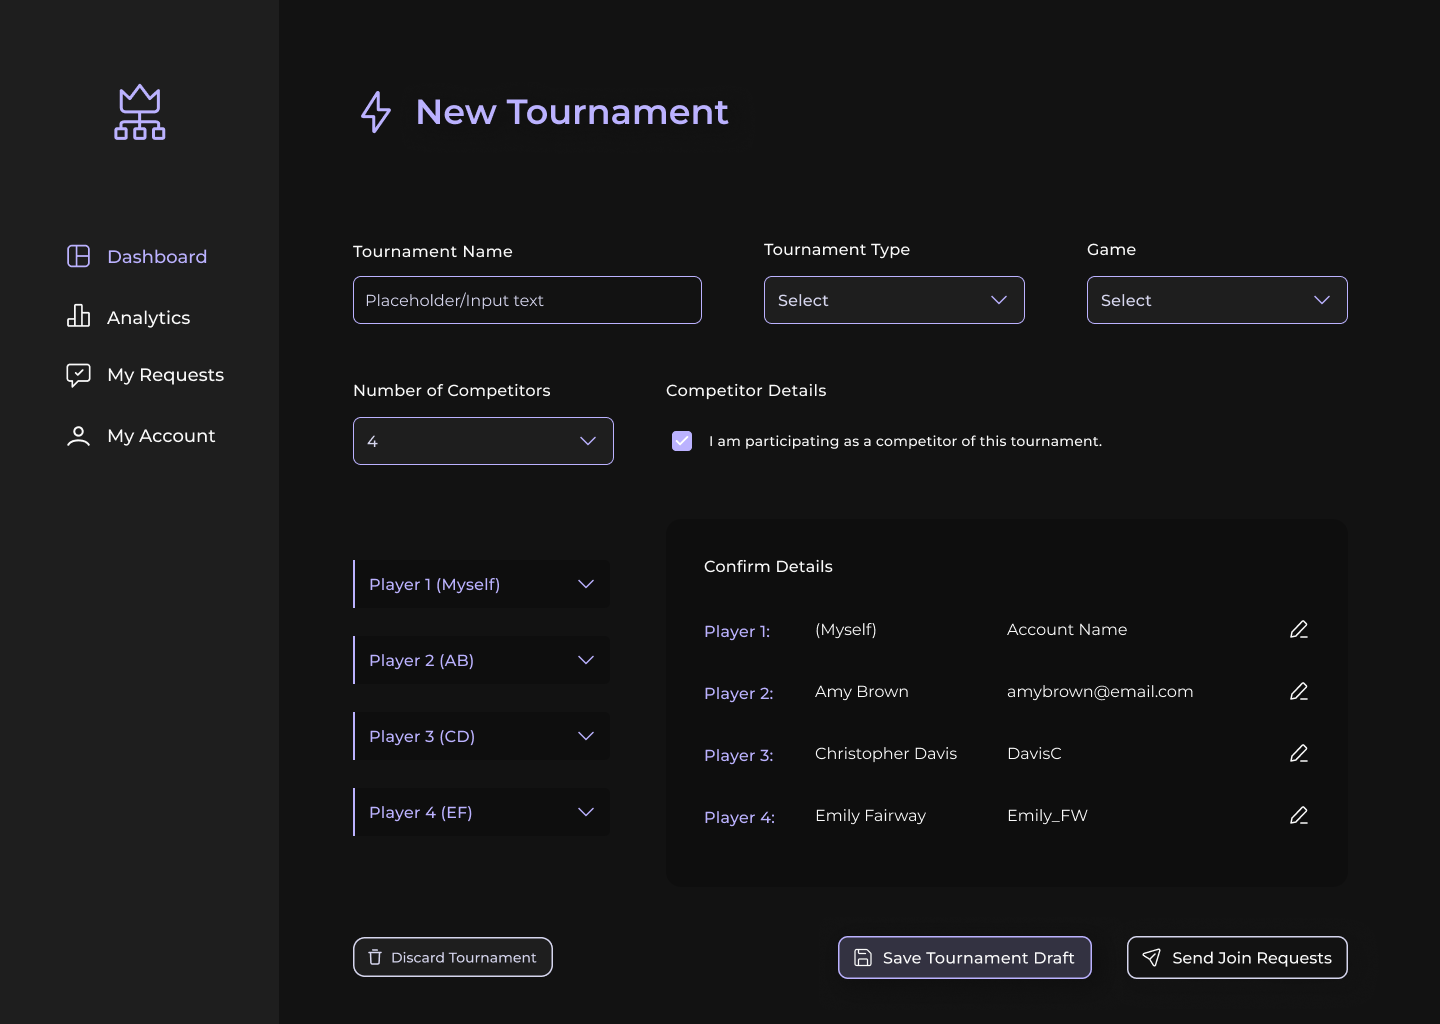 New Tournament
Dashboard
Analytics
My Requests
My Account
Tournament Name
Placeholder/Input text
Tournament Type
Select
Game
Select
Number of Competitors
4
Competitor Details
I am participating as a competitor of this tournament.
Player 1 (Myself)
Player 2 (AB)
Player 3 (CD)
Player 4 (EF)
Confirm Details
Player 1: (Myself) Account Name
Player 2: Amy Brown amybrown@email.com
Player 3: Christopher Davis DavisC
Player 4: Emily Fairway Emily_FW
Discard Tournament
Save Tournament Draft
Send Join Requests